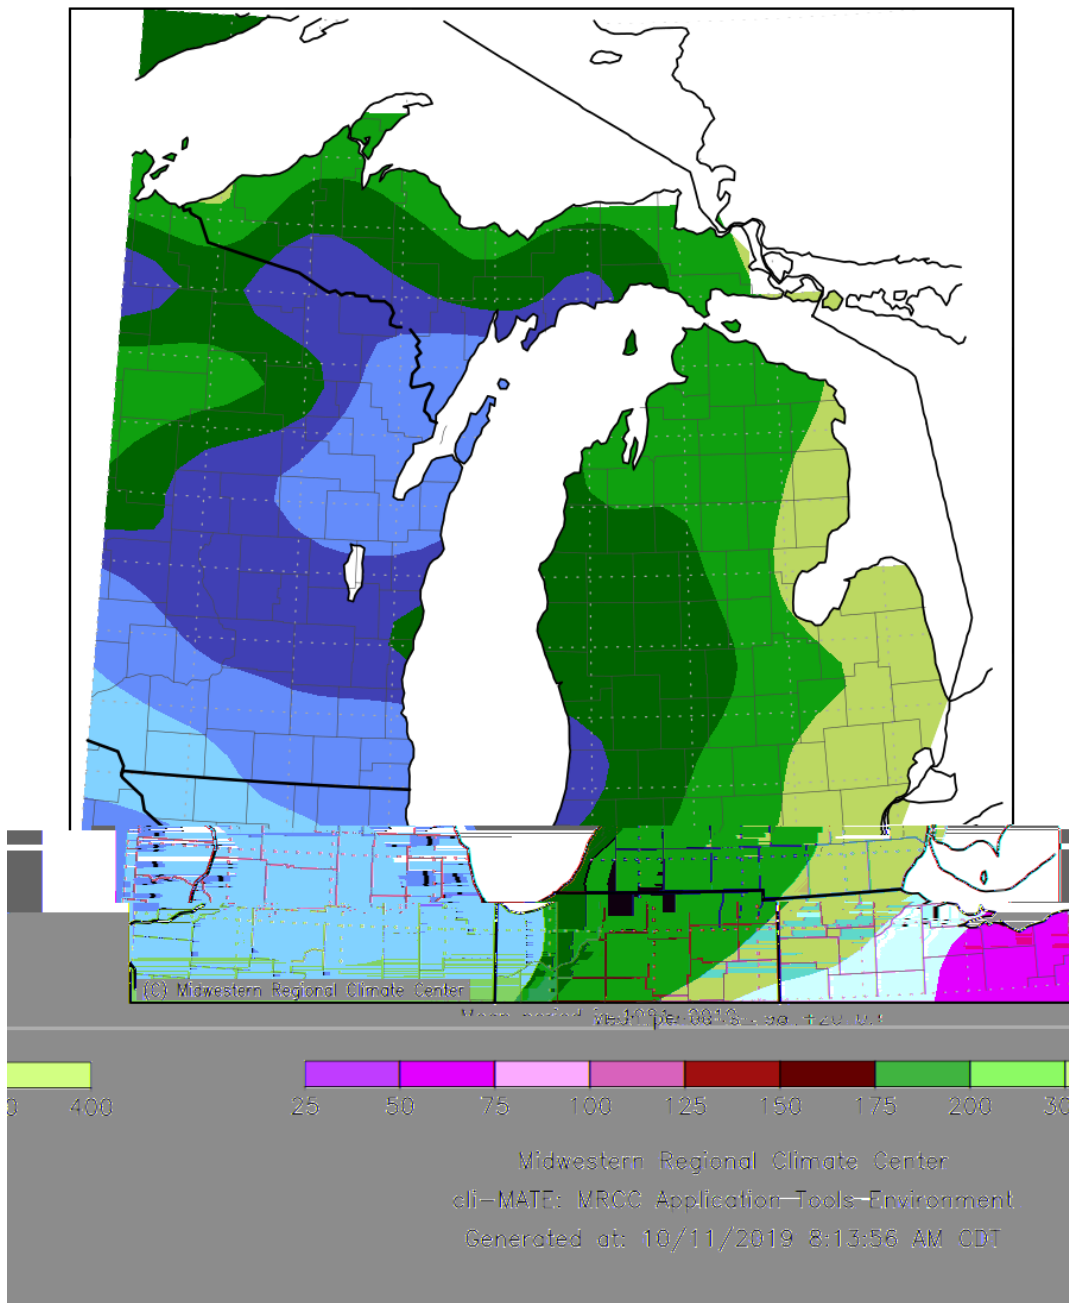 (C) Midwestern Regional Climate Center
400 25 50 75 100 125 150 175 200
Midwestern Regional Climate Center
cli-MATE: MRCC Application Tools Environment
Generated at: 10/11/2019 8:13:56 AM CDT